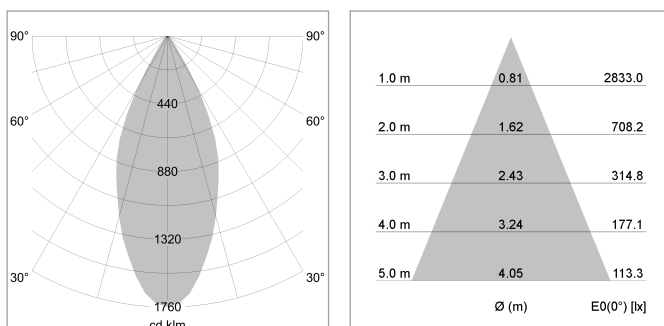 90° 90°
440
60° 60°
880
1320
30° 30°
1760
cd klm
1.0 m 0.81 2833.0
2.0 m 1.62 708.2
3.0 m 2.43 314.8
4.0 m 3.24 177.1
5.0 m 4.05 113.3
Ø (m) E0(0°) [lx]